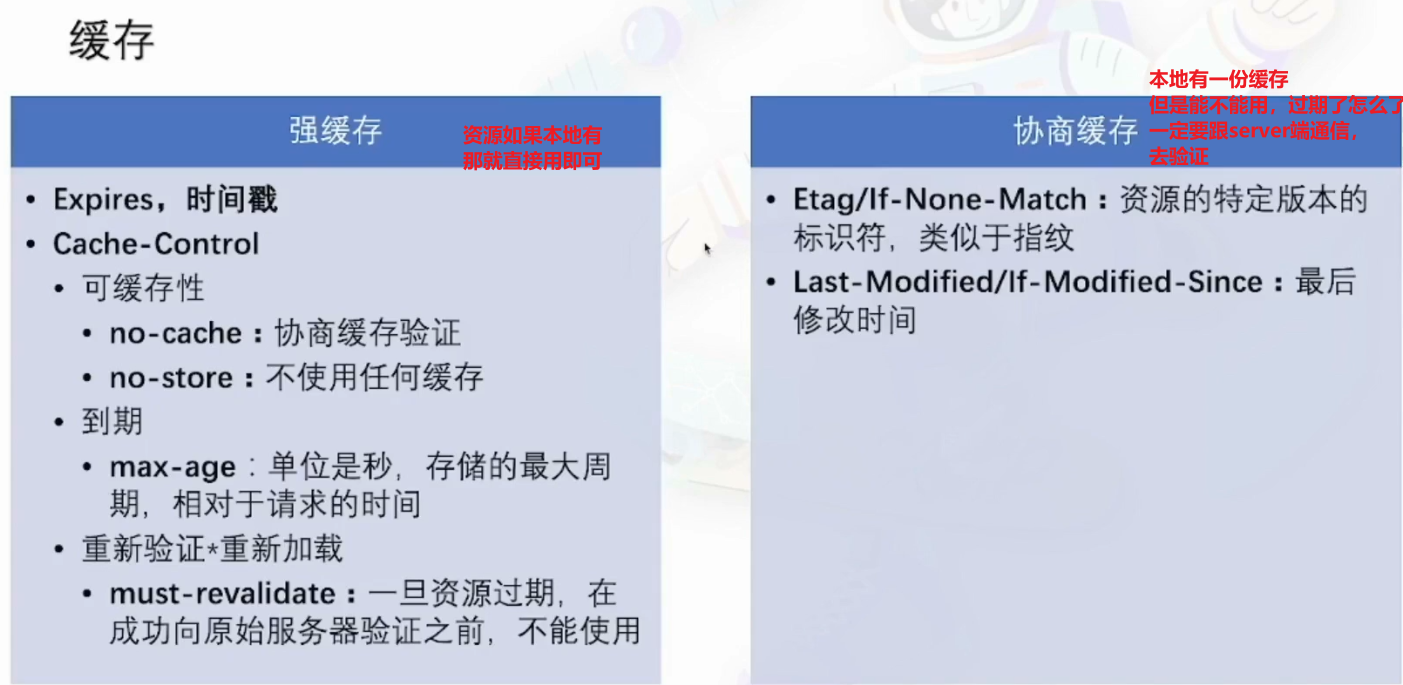 缓存
强缓存
资源如果本地有
那就直接用即可
• Expires，时间戳
• Cache-Control
• 可缓存性
• no-cache：协商缓存验证
• no-store：不使用任何缓存
• 到期
• max-age：单位是秒，存储的最大周
期，相对于请求的时间
• 重新验证*重新加载
• must-revalidate：一旦资源过期，在
成功向原始服务器验证之前，不能使用
本地有一份缓存
但是能不能用，过期了怎么了
协商缓存
一定要跟server端通信，
去验证
• Etag/If-None-Match：资源的特定版本的
标识符，类似于指纹
• Last-Modified/If-Modified-Since：最后
修改时间